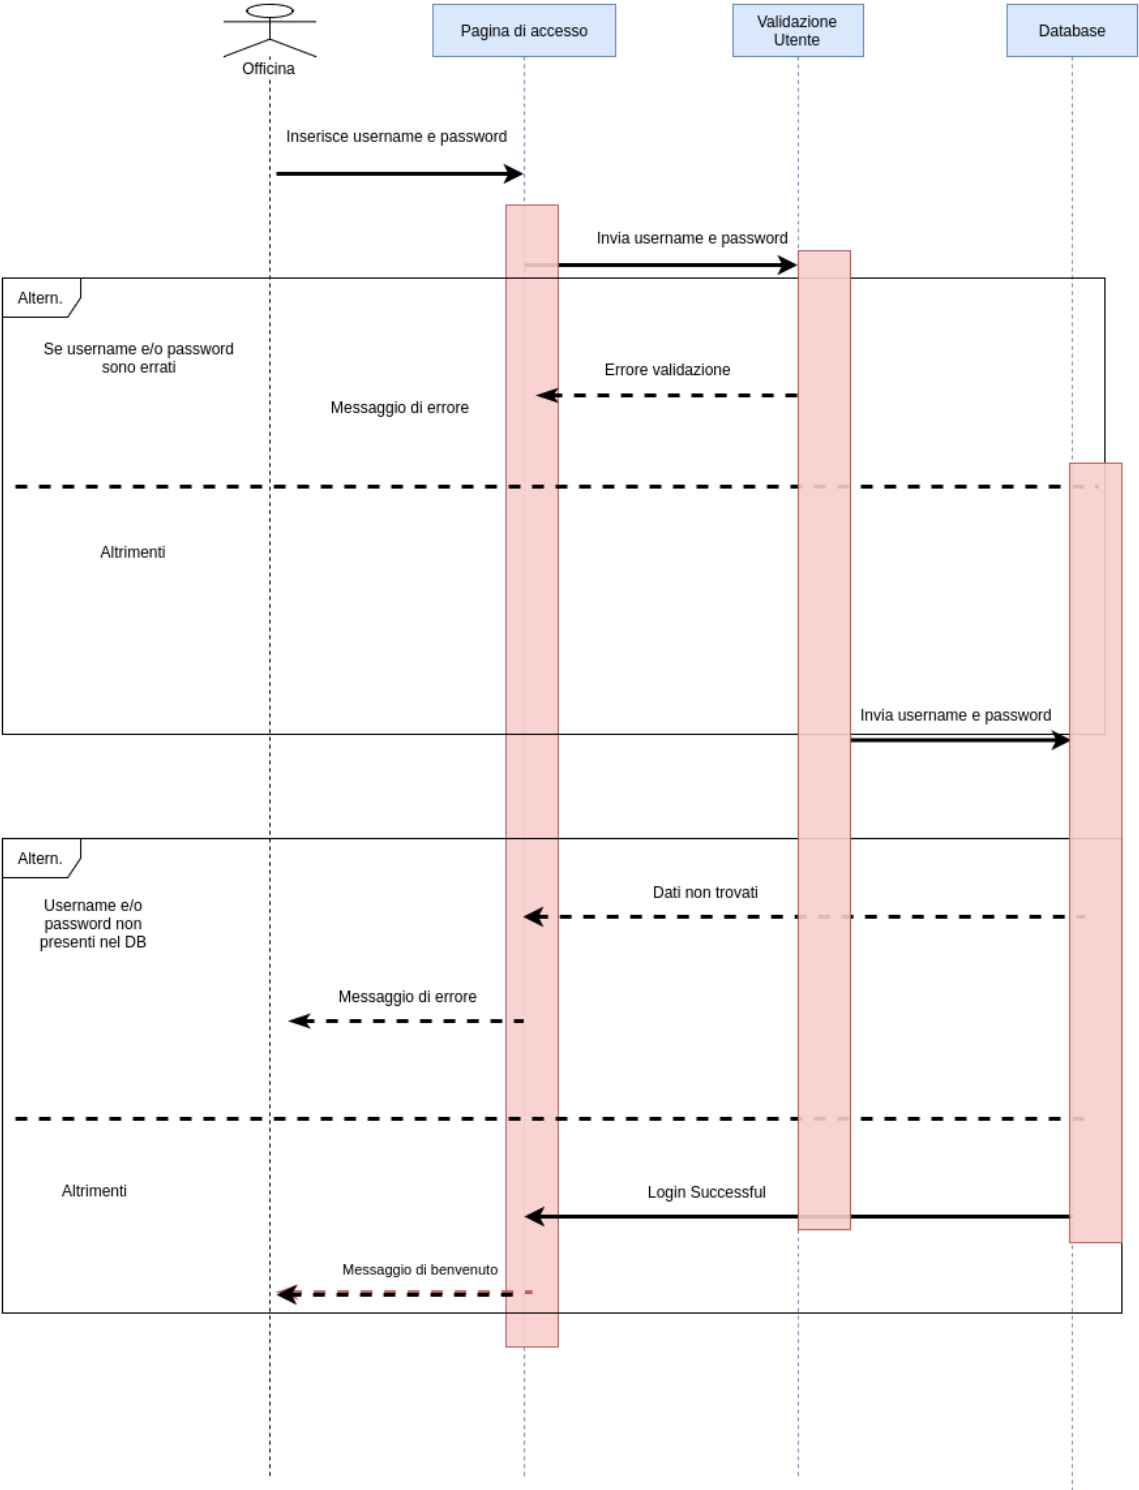 Officina
Pagina di accesso
Validazione
Utente
Database
Inserisce username e password
Invia username e password
Altern.
Se username e/o password
sono errati
Errore validazione
Messaggio di errore
Altrimenti
Invia username e password
Altern.
Username e/o
password non
presenti nel DB
Dati non trovati
Messaggio di errore
Altrimenti
Login Successful
Messaggio di benvenuto